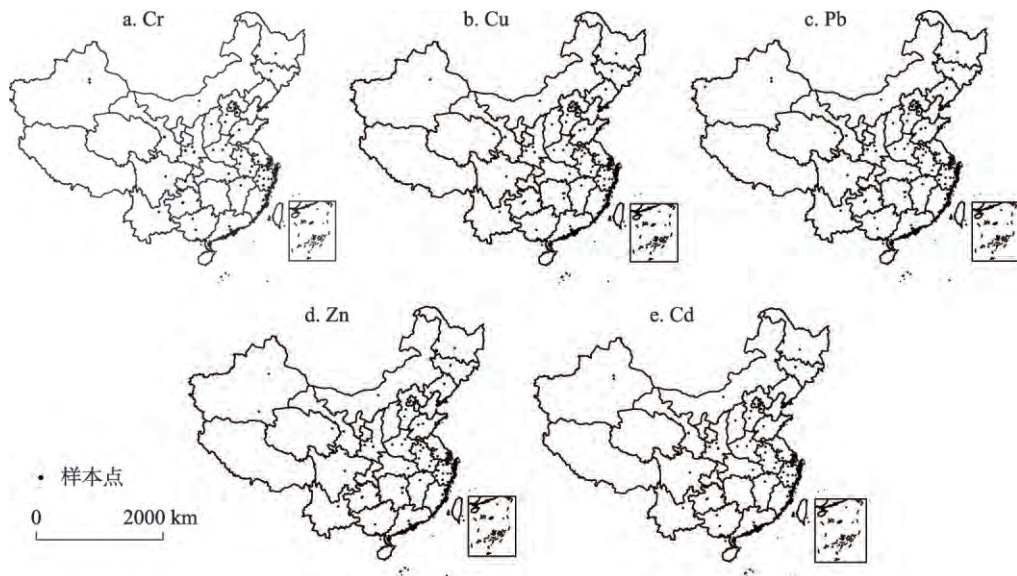 a. Cr
b. Cu
c. Pb
d. Zn
e. Cd
样本点
0 2000 km